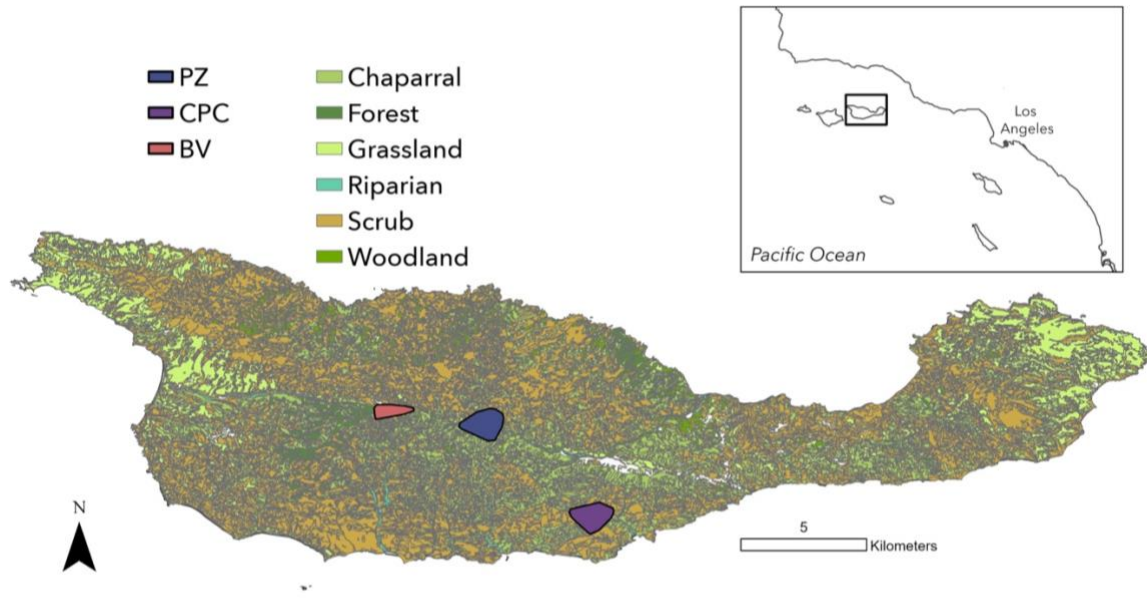 PZ
CPC
BV
Chaparral
Forest
Grassland
Riparian
Scrub
Woodland
Los
Angeles
Pacific Ocean
N
5
Kilometers